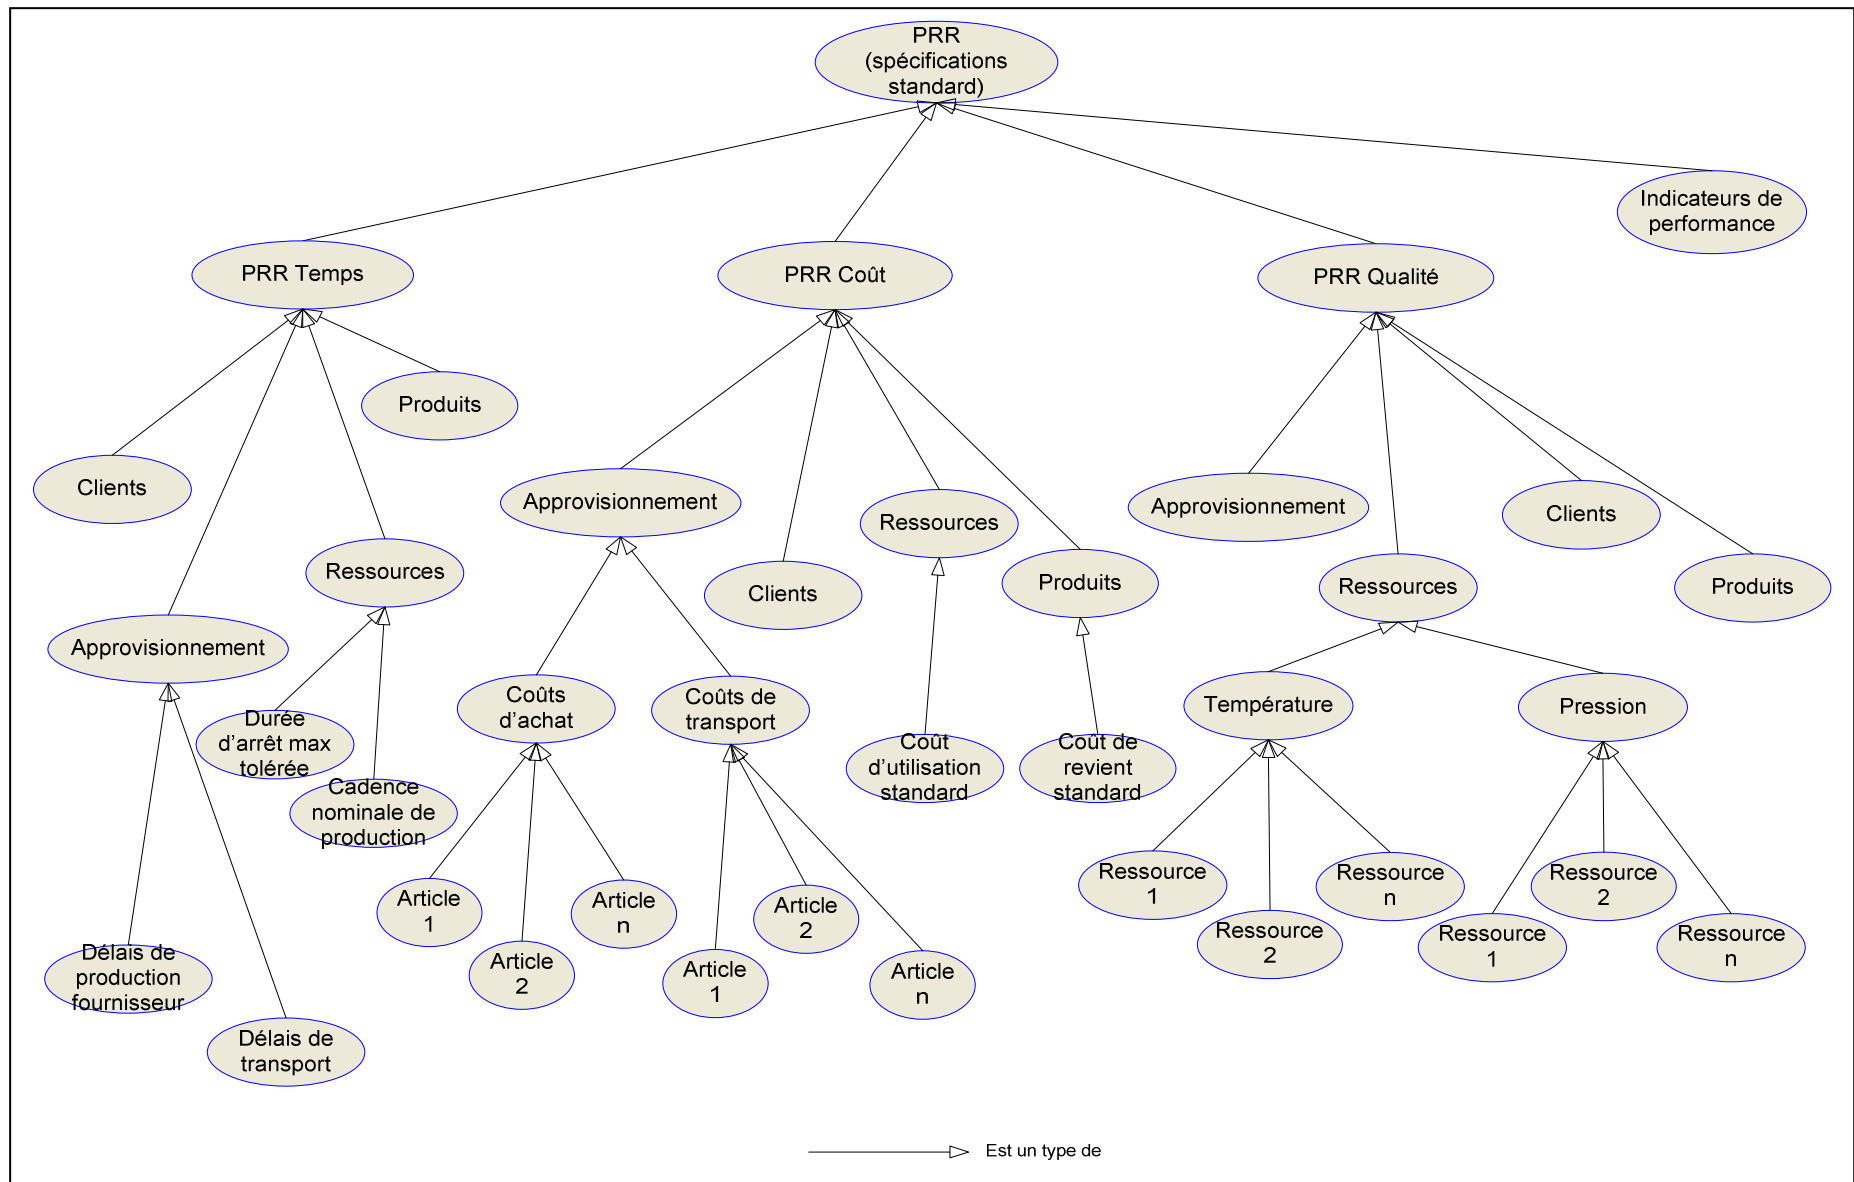 PRR
(spécifications
standard)
Indicateurs de
performance
PRR Temps
PRR Coût
PRR Qualité
Produits
Clients
Approvisionnement
Ressources
Approvisionnement
Clients
Ressources
Clients
Produits
Ressources
Produits
Approvisionnement
Coûts
d’achat
Coûts de
transport
Température
Pression
Durée
d’arrêt max
tolérée
Cadence
nominale de
production
Coût
d’utilisation
standard
Coût de
revient
standard
Article
1
Article
2
Article
n
Article
1
Article
2
Article
n
Ressource
1
Ressource
2
Ressource
n
Ressource
1
Ressource
2
Ressource
n
Délais de
production
fournisseur
Délais de
transport
Est un type de